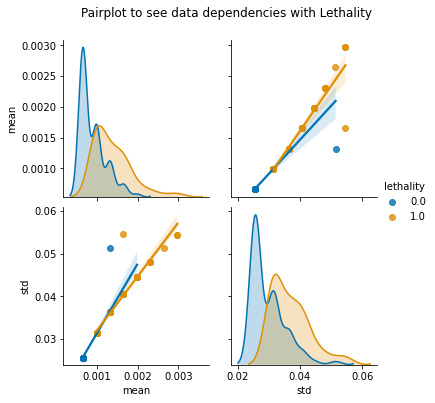 Pairplot to see data dependencies with Lethality
0.0030
0.0025
0.0020
0.0015
0.0010
mean
lethality
0.0
1.0
0.06
0.05
0.04
0.03
std
0.001 0.002 0.003
mean
0.02 0.04 0.06
std